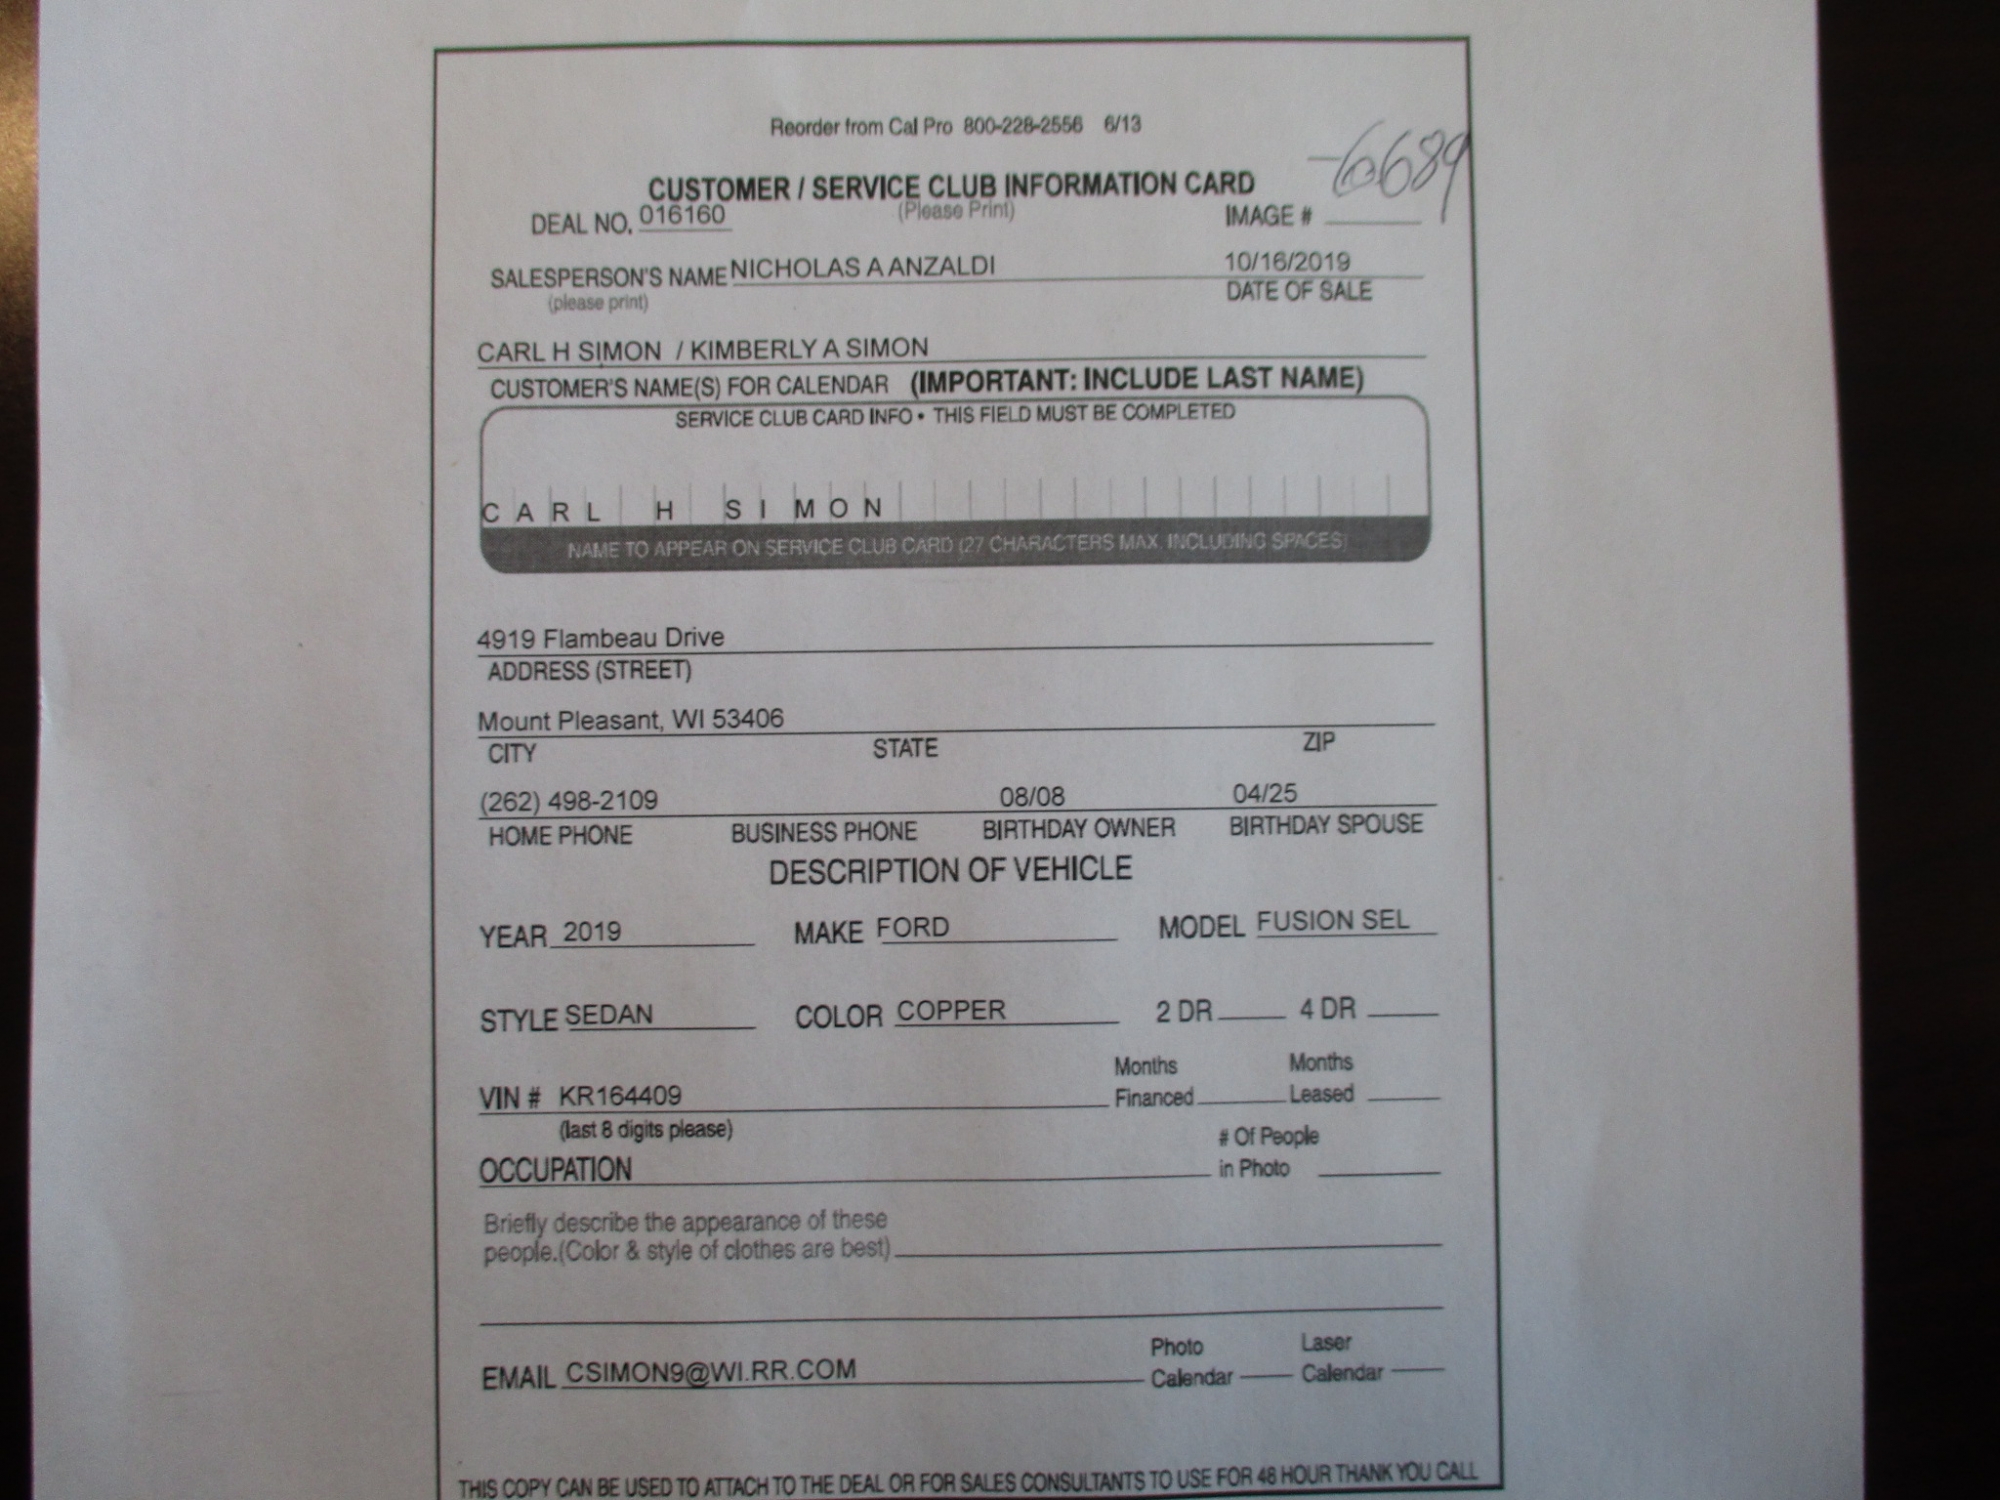 Reorder from Cal Pro 800-228-2556 6/13
6689
CUSTOMER / SERVICE CLUB INFORMATION CARD
(Please Print)
DEAL NO. 016160 IMAGE #
SALESPERSON'S NAME NICHOLAS A ANZALDI 10/16/2019
(please print) DATE OF SALE
CARL H SIMON / KIMBERLY A SIMON
CUSTOMER'S NAME(S) FOR CALENDAR (IMPORTANT: INCLUDE LAST NAME)
SERVICE CLUB CARD INFO • THIS FIELD MUST BE COMPLETED
CARL H SIMON
NAME TO APPEAR ON SERVICE CLUB CARD (27 CHARACTERS MAX. INCLUDING SPACES)
4919 Flambeau Drive
ADDRESS (STREET)
Mount Pleasant, WI 53406
CITY STATE ZIP
(262) 498-2109 08/08 04/25
HOME PHONE BUSINESS PHONE BIRTHDAY OWNER BIRTHDAY SPOUSE
DESCRIPTION OF VEHICLE
YEAR 2019 MAKE FORD MODEL FUSION SEL
STYLE SEDAN COLOR COPPER 2 DR 4 DR
Months Months
VIN # KR164409 Financed Leased
(last 8 digits please)
# Of People
OCCUPATION in Photo
Briefly describe the appearance of these
people.(Color & style of clothes are best)
Photo Laser
EMAIL CSIMON9@WI.RR.COM Calendar Calendar
THIS COPY CAN BE USED TO ATTACH TO THE DEAL OR FOR SALES CONSULTANTS TO USE FOR 48 HOUR THANK YOU CALL